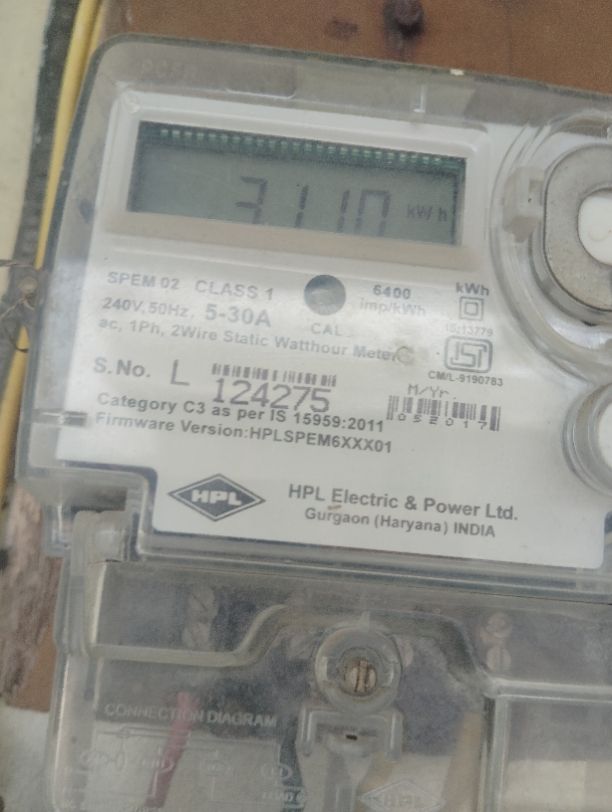 kWh
SPEM 02 CLASS 1
6400
imp/kWh
kWh
240V, 50Hz, 5-30A
CAL
IS:13779
ac, 1Ph, 2Wire Static Watthour Meter
ISI
CM/L-9190783
S.No. L 124275
M/Yr.
052017
Category C3 as per IS 15959:2011
Firmware Version:HPLSPEM6XXX01
HPL
HPL Electric & Power Ltd.
Gurgaon (Haryana) INDIA
CONNECTION DIAGRAM
HPL